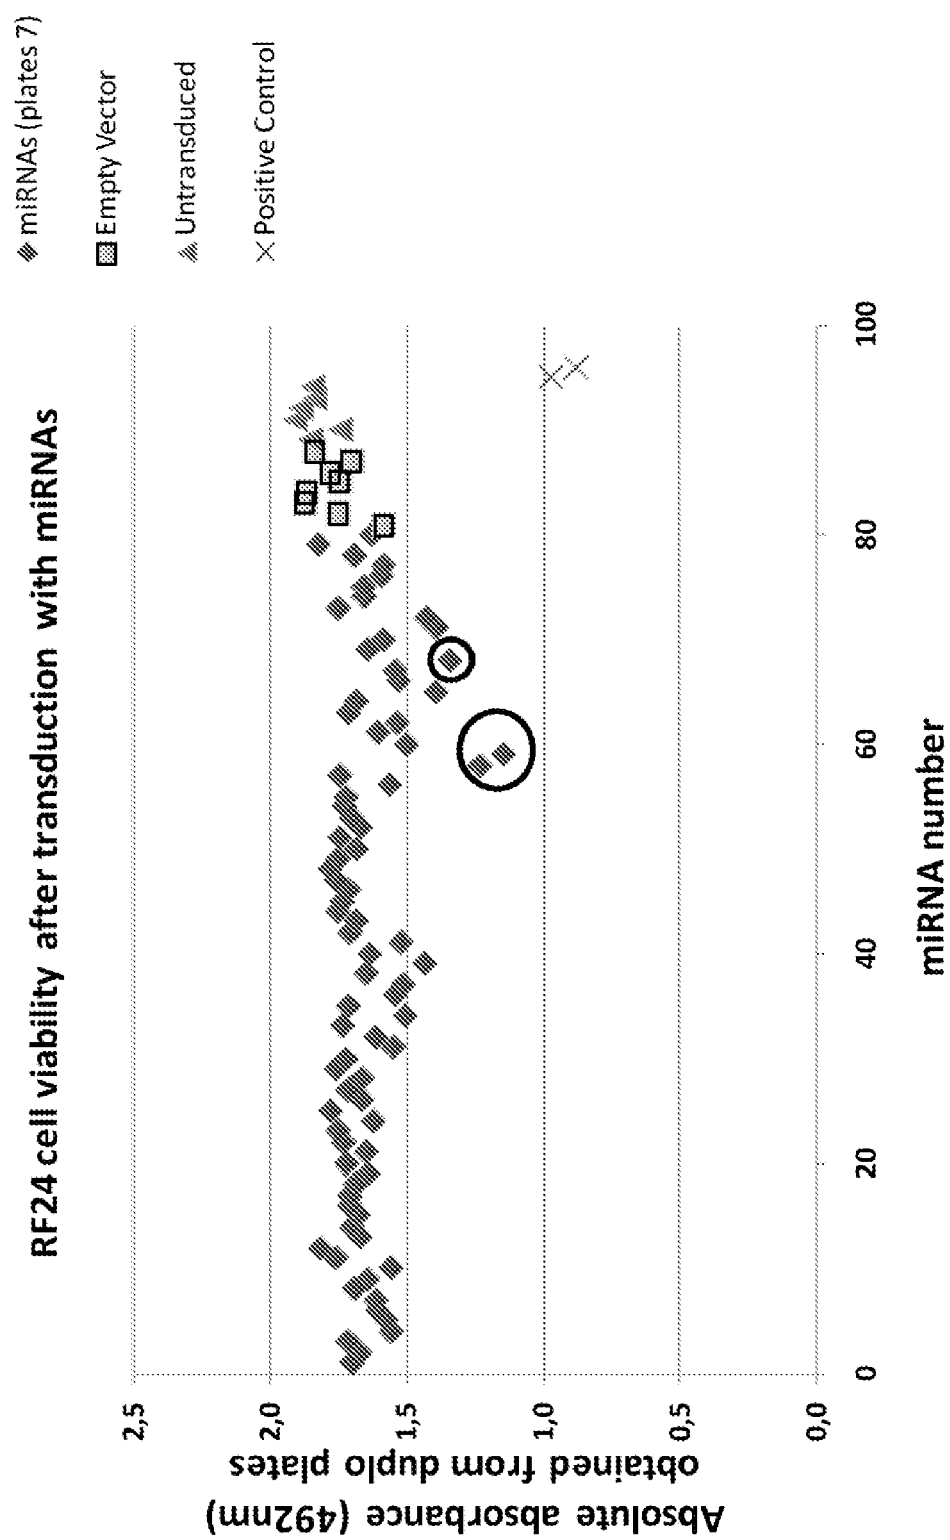 RF24 cell viability after transduction with miRNAs
Absolute absorbance (492nm)
obtained from duplo plates
2,5
2,0
1,5
1,0
0,5
0,0
0
20
40
60
80
100
miRNA number
miRNAs (plates 7)
Empty Vector
Untransduced
Positive Control